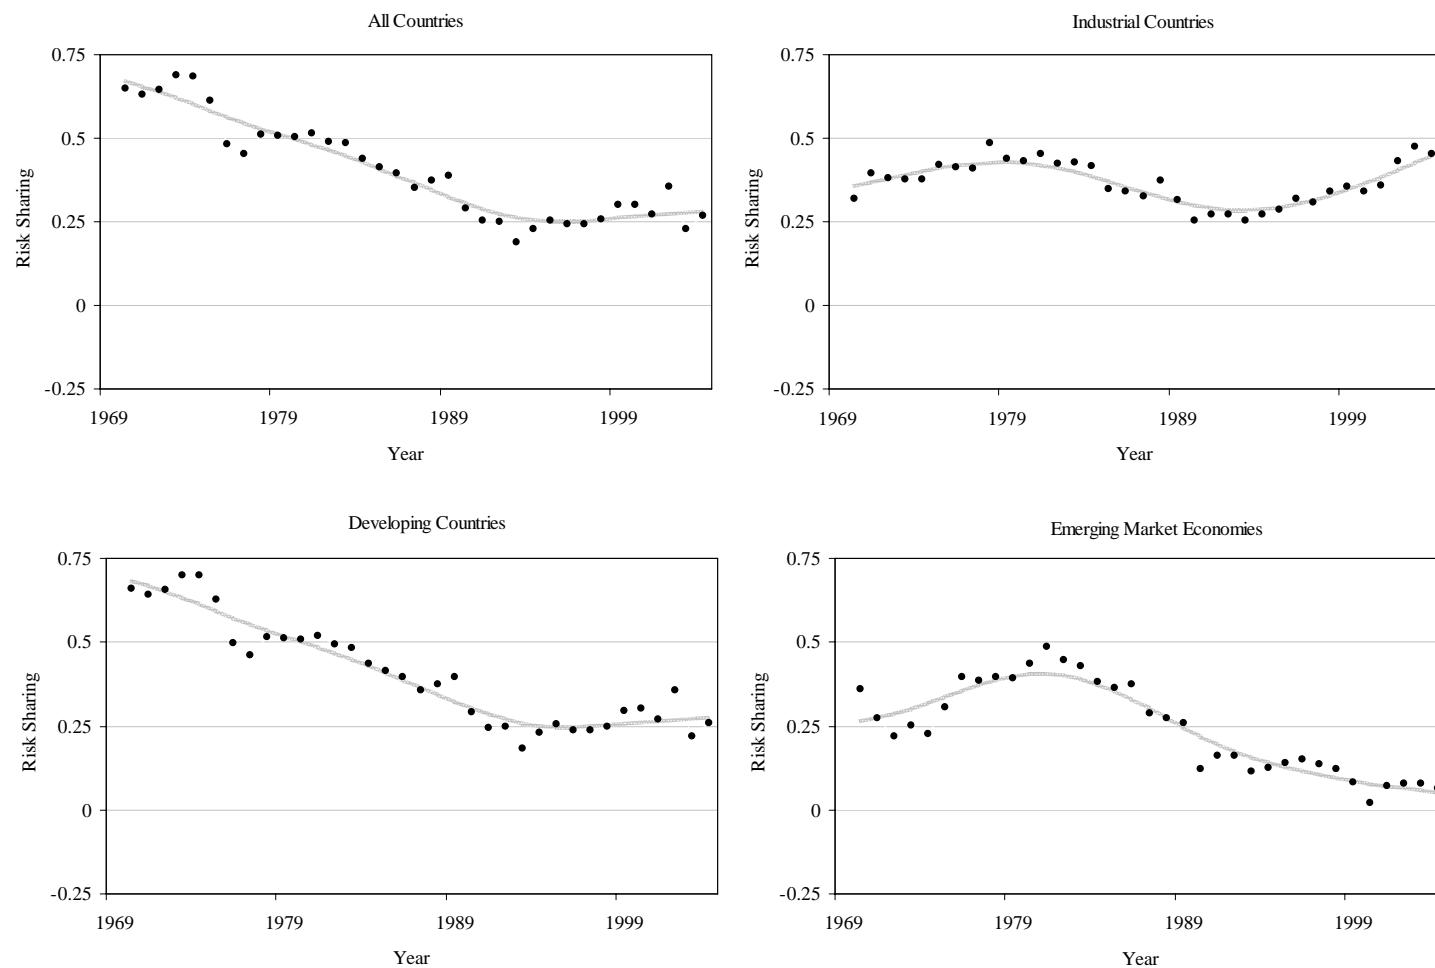 All Countries
0.75
0.5
0.25
0
-0.25
Risk Sharing
1969 1979 1989 1999
Year
Industrial Countries
0.75
0.5
0.25
0
-0.25
Risk Sharing
1969 1979 1989 1999
Year
Developing Countries
0.75
0.5
0.25
0
-0.25
Risk Sharing
1969 1979 1989 1999
Year
Emerging Market Economies
0.75
0.5
0.25
0
-0.25
Risk Sharing
1969 1979 1989 1999
Year